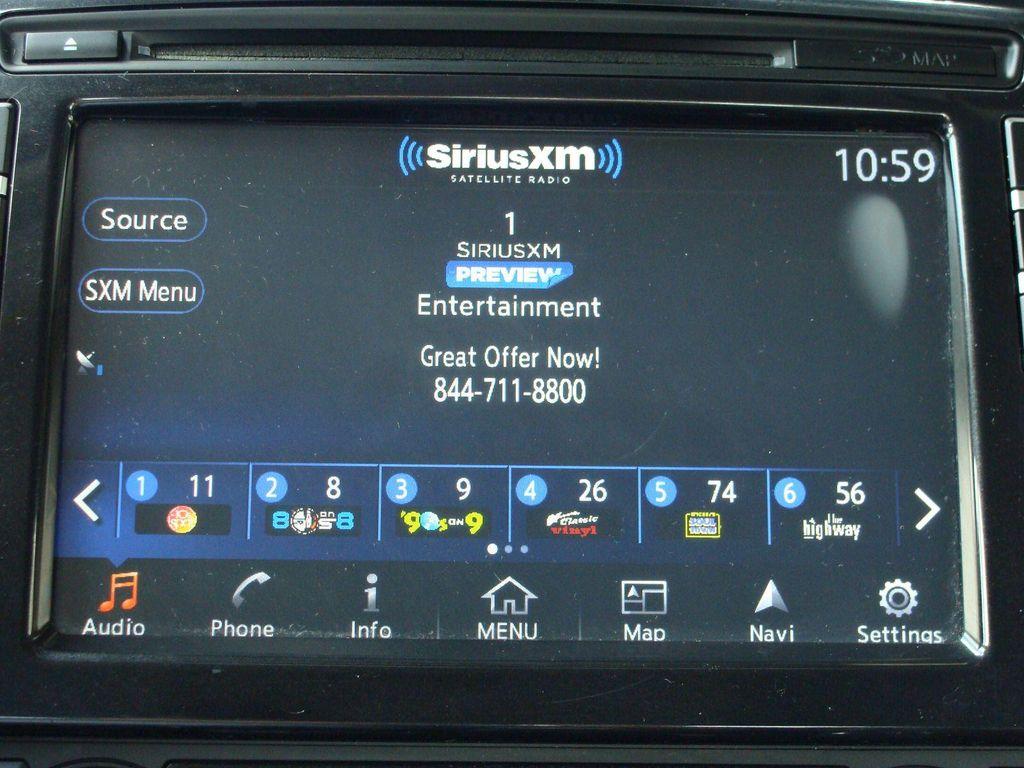 MAP
SiriusXM
SATELLITE RADIO
10:59
Source
1
SIRIUSXM
PREVIEW
SXM Menu
Entertainment
Great Offer Now!
844-711-8800
1 11
2 8
3 9
4 26
5 74
6 56
80s on 8
'90s on 9
Classic Vinyl
the highway
Audio
Phone
Info
MENU
Map
Navi
Settings